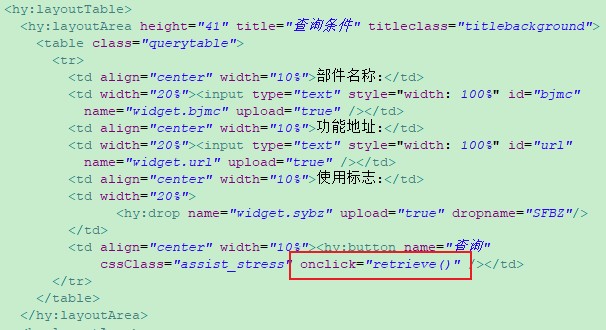 <hy:layoutTable>
<hy:layoutArea height="41" title="查询条件" titleclass="titlebackground">
<table class="querytable">
<tr>
<td align="center" width="10%">部件名称:</td>
<td width="20%"><input type="text" style="width: 100%" id="bjmc"
name="widget.bjmc" upload="true" /></td>
<td align="center" width="10%">功能地址:</td>
<td width="20%"><input type="text" style="width: 100%" id="url"
name="widget.url" upload="true" /></td>
<td align="center" width="10%">使用标志:</td>
<td width="20%">
<hy:drop name="widget.sybz" upload="true" dropname="SFBZ"/>
</td>
<td align="center" width="10%"><hy:button name="查询"
cssClass="assist_stress" onclick="retrieve()" /></td>
</tr>
</table>
</hy:layoutArea>